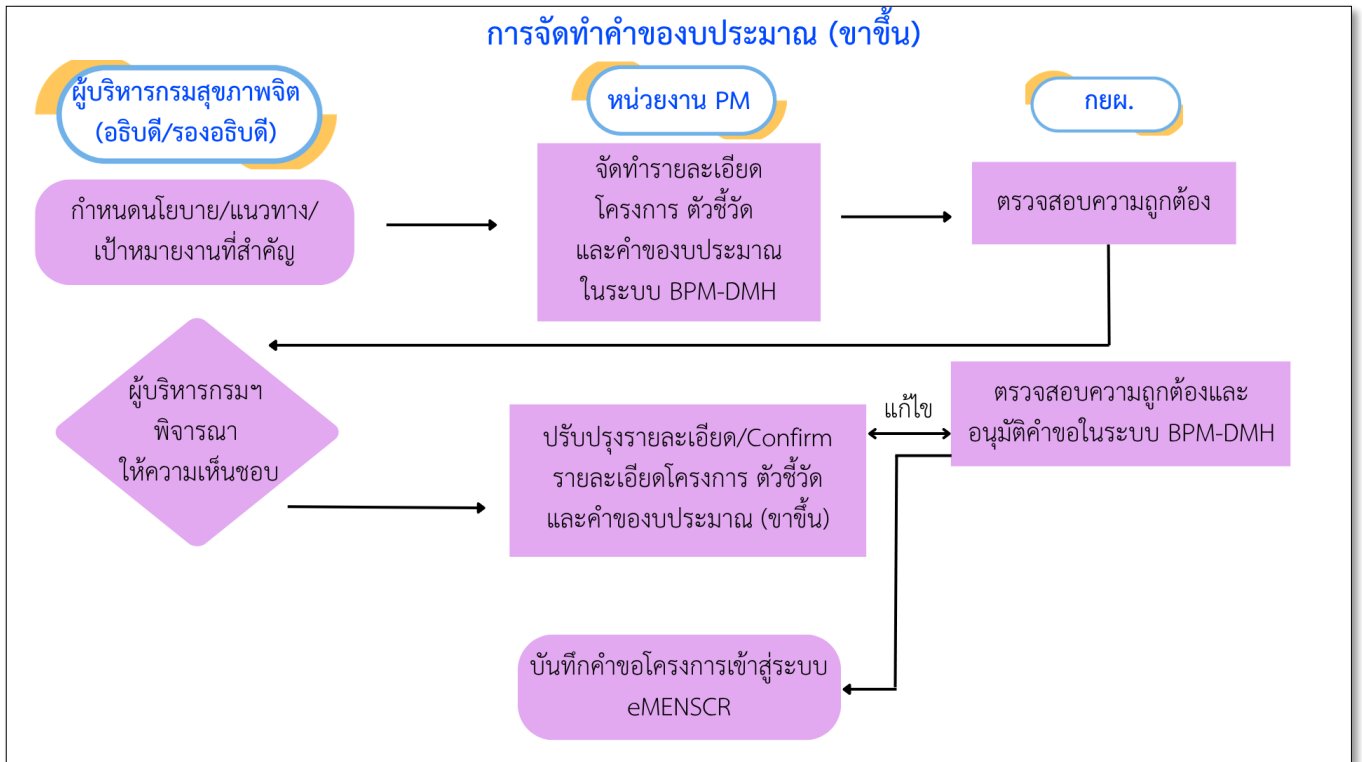 การจัดทำคำของบประมาณ (ขาขึ้น)
ผู้บริหารกรมสุขภาพจิต
(อธิบดี/รองอธิบดี)
หน่วยงาน PM
กยผ.
กำหนดนโยบาย/แนวทาง/
เป้าหมายงานที่สำคัญ
จัดทำรายละเอียด
โครงการ ตัวชี้วัด
และคำของบประมาณ
ในระบบ BPM-DMH
ตรวจสอบความถูกต้อง
ผู้บริหารกรมฯ
พิจารณา
ให้ความเห็นชอบ
ปรับปรุงรายละเอียด/Confirm
รายละเอียดโครงการ ตัวชี้วัด
และคำของบประมาณ (ขาขึ้น)
แก้ไข
ตรวจสอบความถูกต้องและ
อนุมัติคำขอในระบบ BPM-DMH
บันทึกคำขอโครงการเข้าสู่ระบบ
eMENSCR